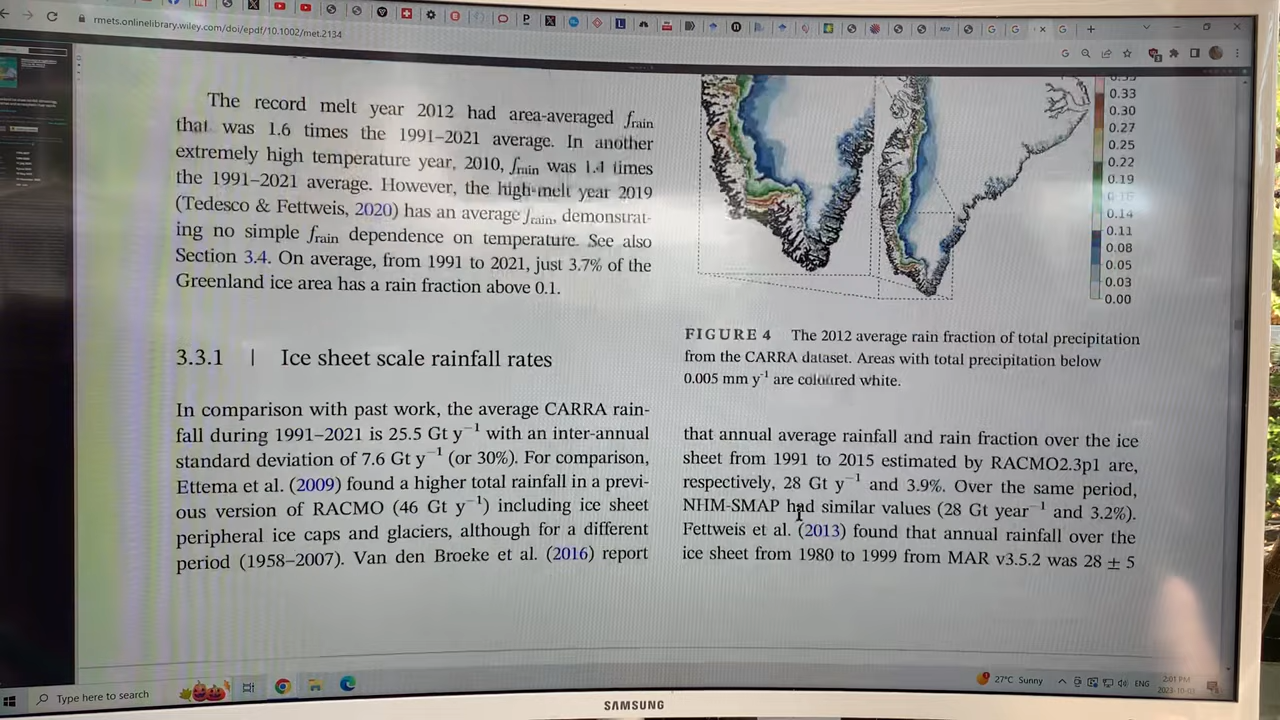 rmets.onlinelibrary.wiley.com/doi/epdf/10.1002/met.2134
The record melt year 2012 had area-averaged frain
that was 1.6 times the 1991–2021 average. In another
extremely high temperature year, 2010, frain was 1.1 times
the 1991–2021 average. However, the high-melt year 2019
(Tedesco & Fettweis, 2020) has an average frain, demonstrat-
ing no simple frain dependence on temperature. See also
Section 3.4. On average, from 1991 to 2021, just 3.7% of the
Greenland ice area has a rain fraction above 0.1.
3.3.1 | Ice sheet scale rainfall rates
In comparison with past work, the average CARRA rain-
fall during 1991–2021 is 25.5 Gt y⁻¹ with an inter-annual
standard deviation of 7.6 Gt y⁻¹ (or 30%). For comparison,
Ettema et al. (2009) found a higher total rainfall in a previ-
ous version of RACMO (46 Gt y⁻¹) including ice sheet
peripheral ice caps and glaciers, although for a different
period (1958–2007). Van den Broeke et al. (2016) report
0.33
0.30
0.27
0.25
0.22
0.19
0.16
0.14
0.11
0.08
0.05
0.03
0.00
FIGURE 4 The 2012 average rain fraction of total precipitation
from the CARRA dataset. Areas with total precipitation below
0.005 mm y⁻¹ are coloured white.
that annual average rainfall and rain fraction over the ice
sheet from 1991 to 2015 estimated by RACMO2.3p1 are,
respectively, 28 Gt y⁻¹ and 3.9%. Over the same period,
NHM-SMAP had similar values (28 Gt year⁻¹ and 3.2%).
Fettweis et al. (2013) found that annual rainfall over the
ice sheet from 1980 to 1999 from MAR v3.5.2 was 28 ± 5
Type here to search
27°C Sunny
ENG
2:01 PM
SAMSUNG